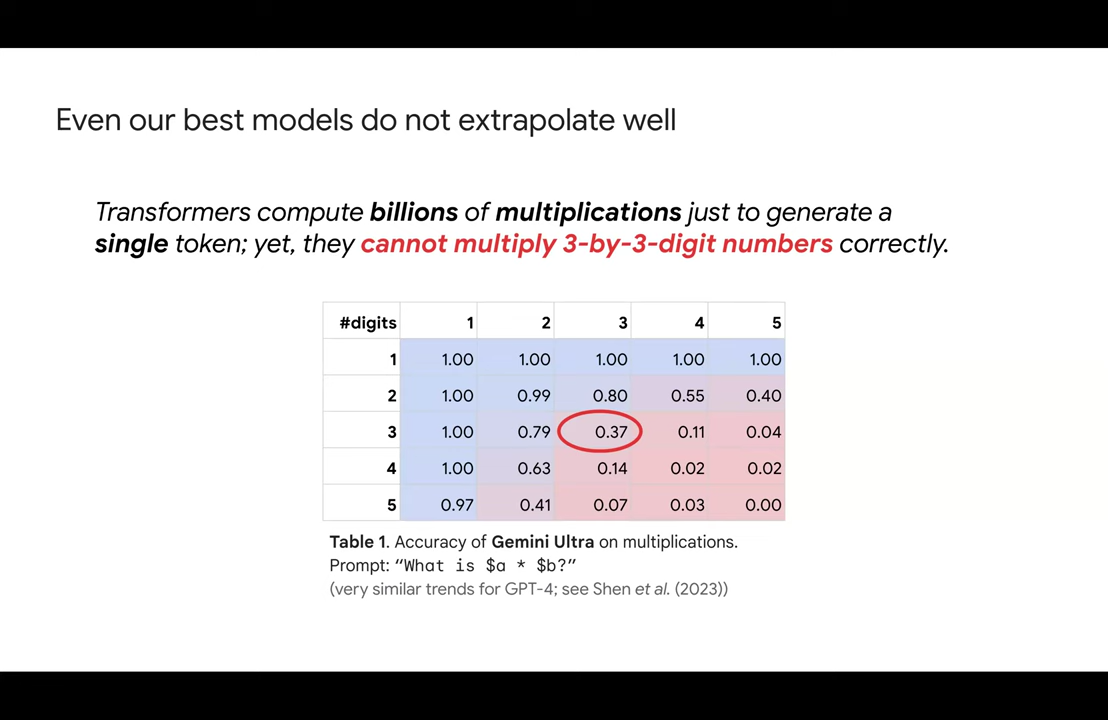 Even our best models do not extrapolate well
Transformers compute billions of multiplications just to generate a
single token; yet, they cannot multiply 3-by-3-digit numbers correctly.
#digits 1 2 3 4 5
1 1.00 1.00 1.00 1.00 1.00
2 1.00 0.99 0.80 0.55 0.40
3 1.00 0.79 0.37 0.11 0.04
4 1.00 0.63 0.14 0.02 0.02
5 0.97 0.41 0.07 0.03 0.00
Table 1. Accuracy of Gemini Ultra on multiplications.
Prompt: “What is $a * $b?”
(very similar trends for GPT-4; see Shen et al. (2023))